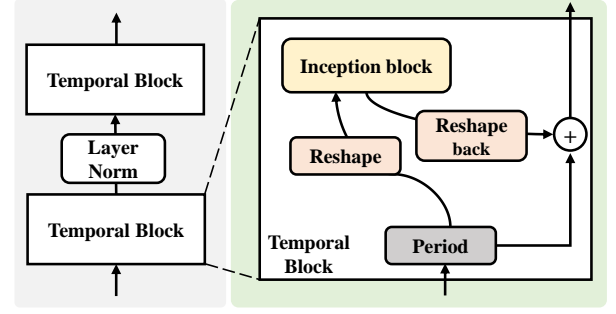 Temporal Block
Layer
Norm
Temporal Block
Inception block
Reshape
back
+
Reshape
Period
Temporal
Block